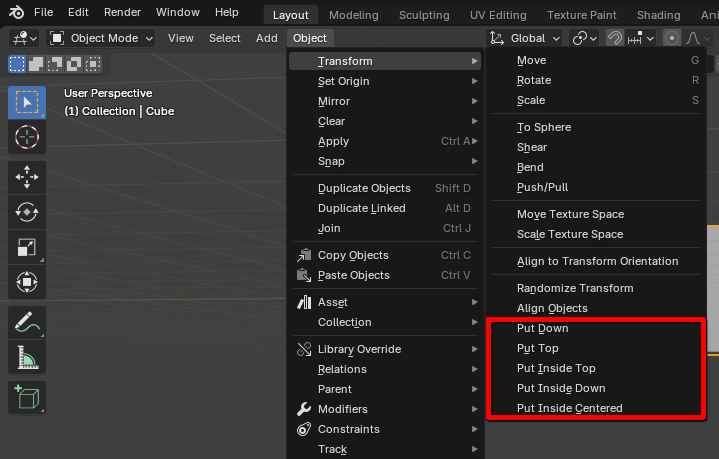 File Edit Render Window Help Layout Modeling Sculpting UV Editing Texture Paint Shading Ani
Object Mode View Select Add Object Global
User Perspective
(1) Collection | Cube
Transform
Set Origin
Mirror
Clear
Apply Ctrl A
Snap
Duplicate Objects Shift D
Duplicate Linked Alt D
Join Ctrl J
Copy Objects Ctrl C
Paste Objects Ctrl V
Asset
Collection
Library Override
Relations
Parent
Modifiers
Constraints
Track
Move G
Rotate R
Scale S
To Sphere
Shear
Bend
Push/Pull
Move Texture Space
Scale Texture Space
Align to Transform Orientation
Randomize Transform
Align Objects
Put Down
Put Top
Put Inside Top
Put Inside Down
Put Inside Centered